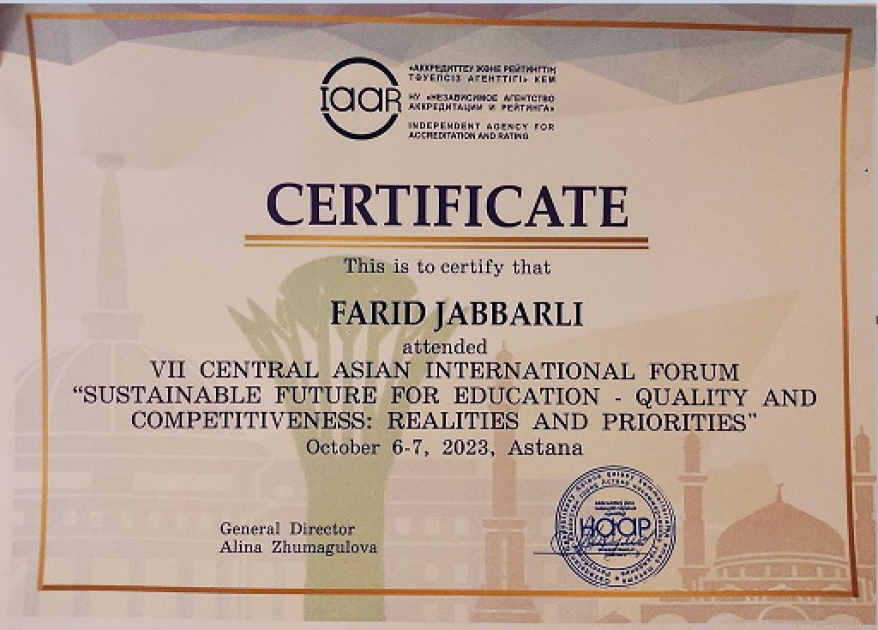 IAAR
«АККРЕДИТТЕУ ЖӘНЕ РЕЙТИНГТІҢ
ТӘУЕЛСІЗ АГЕНТТІГІ» КЕМ
НУ «НЕЗАВИСИМОЕ АГЕНТСТВО
АККРЕДИТАЦИИ И РЕЙТИНГА»
INDEPENDENT AGENCY FOR
ACCREDITATION AND RATING
CERTIFICATE
This is to certify that
FARID JABBARLI
attended
VII CENTRAL ASIAN INTERNATIONAL FORUM
“SUSTAINABLE FUTURE FOR EDUCATION - QUALITY AND
COMPETITIVENESS: REALITIES AND PRIORITIES"
October 6-7, 2023, Astana
General Director
Alina Zhumagulova
НААР